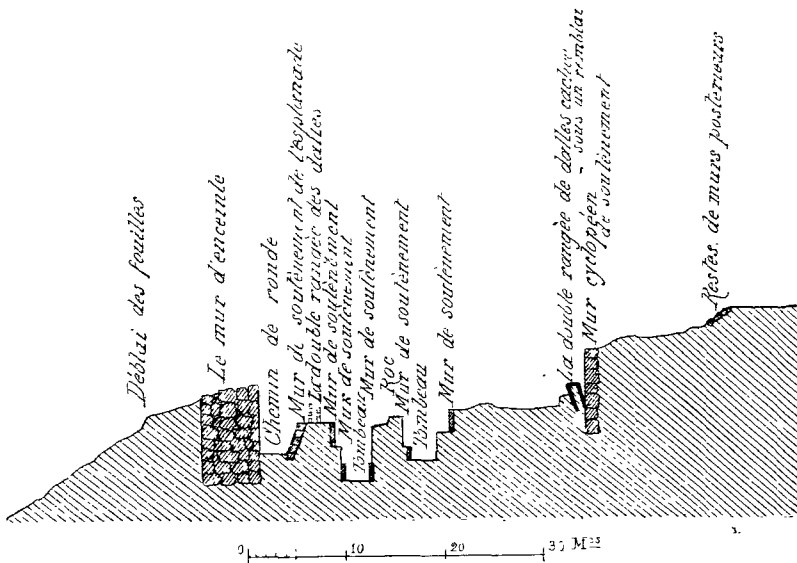 Déblai des fouilles
Le mur d'enceinte
Chemin de ronde
Mur de soutènement de l'esplanade
La double rangée des dalles
Mur de soutènement
Mur de soutènement
Tombeau
Mur de soutènement
Roc
Mur de soutènement
Tombeau
Mur de soutènement
La double rangée de dalles cachée
sous un remblai
Mur cyclopéen
de soutènement
Restes de murs postérieurs
0 10 20 30 Mes